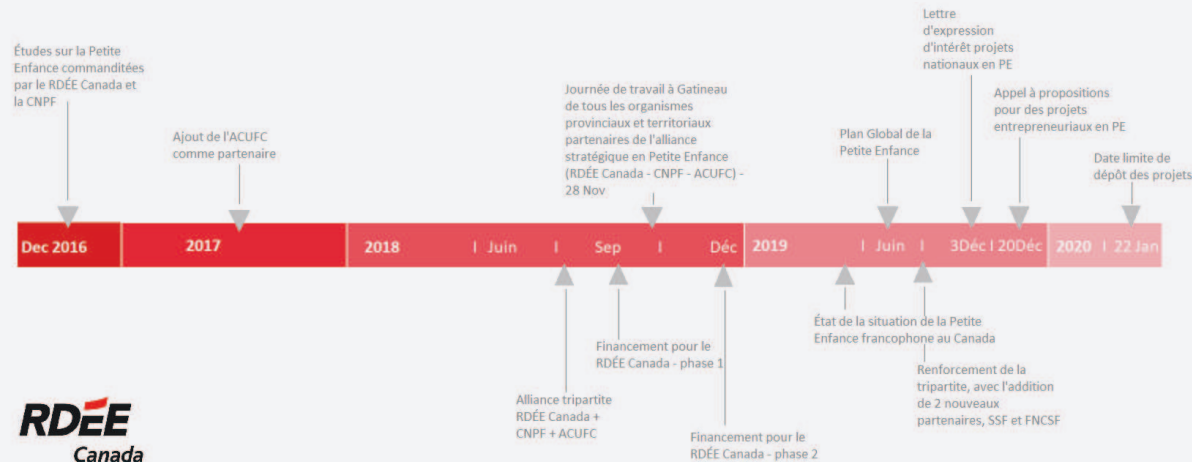 Études sur la Petite
Enfance commanditées
par le RDÉE Canada et
la CNPF
Ajout de l'ACUFC
comme partenaire
Journée de travail à Gatineau
de tous les organismes
provinciaux et territoriaux
partenaires de l'alliance
stratégique en Petite Enfance
(RDÉE Canada - CNPF - ACUFC) -
28 Nov
Plan Global de la
Petite Enfance
Lettre
d'expression
d'intérêt projets
nationaux en PE
Appel à propositions
pour des projets
entrepreneuriaux en PE
Date limite de
dépôt des projets
Dec 2016 2017 2018 I Juin I Sep I Déc 2019 I Juin I 3Déc I 20Déc 2020 I 22 Jan
Alliance tripartite
RDÉE Canada +
CNPF + ACUFC
Financement pour le
RDÉE Canada - phase 1
Financement pour le
RDÉE Canada - phase 2
État de la situation de la Petite
Enfance francophone au Canada
Renforcement de la
tripartite, avec l'addition
de 2 nouveaux
partenaires, SSF et FNCSF
RDÉE
Canada